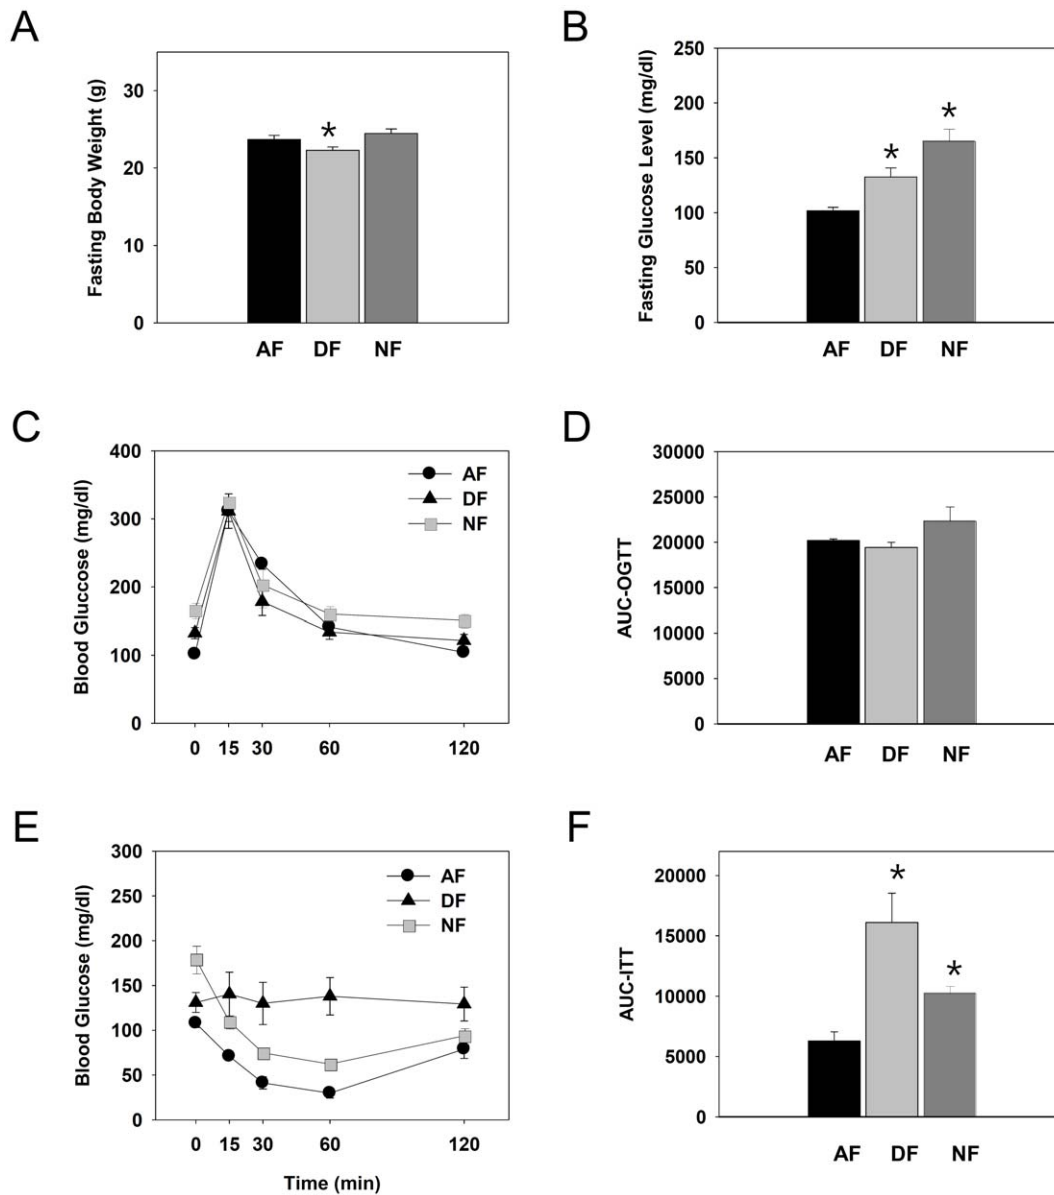 A
Fasting Body Weight (g)
30
20
10
0
*
AF DF NF
B
Fasting Glucose Level (mg/dl)
250
200
150
100
50
0
*
*
AF DF NF
C
Blood Gluccose (mg/dl)
400
300
200
100
0
AF
DF
NF
0 15 30 60 120
D
AUC-OGTT
30000
25000
20000
15000
10000
5000
0
AF DF NF
E
Blood Glucose (mg/dl)
300
250
200
150
100
50
0
AF
DF
NF
0 15 30 60 120
Time (min)
F
AUC-ITT
20000
15000
10000
5000
0
*
*
AF DF NF